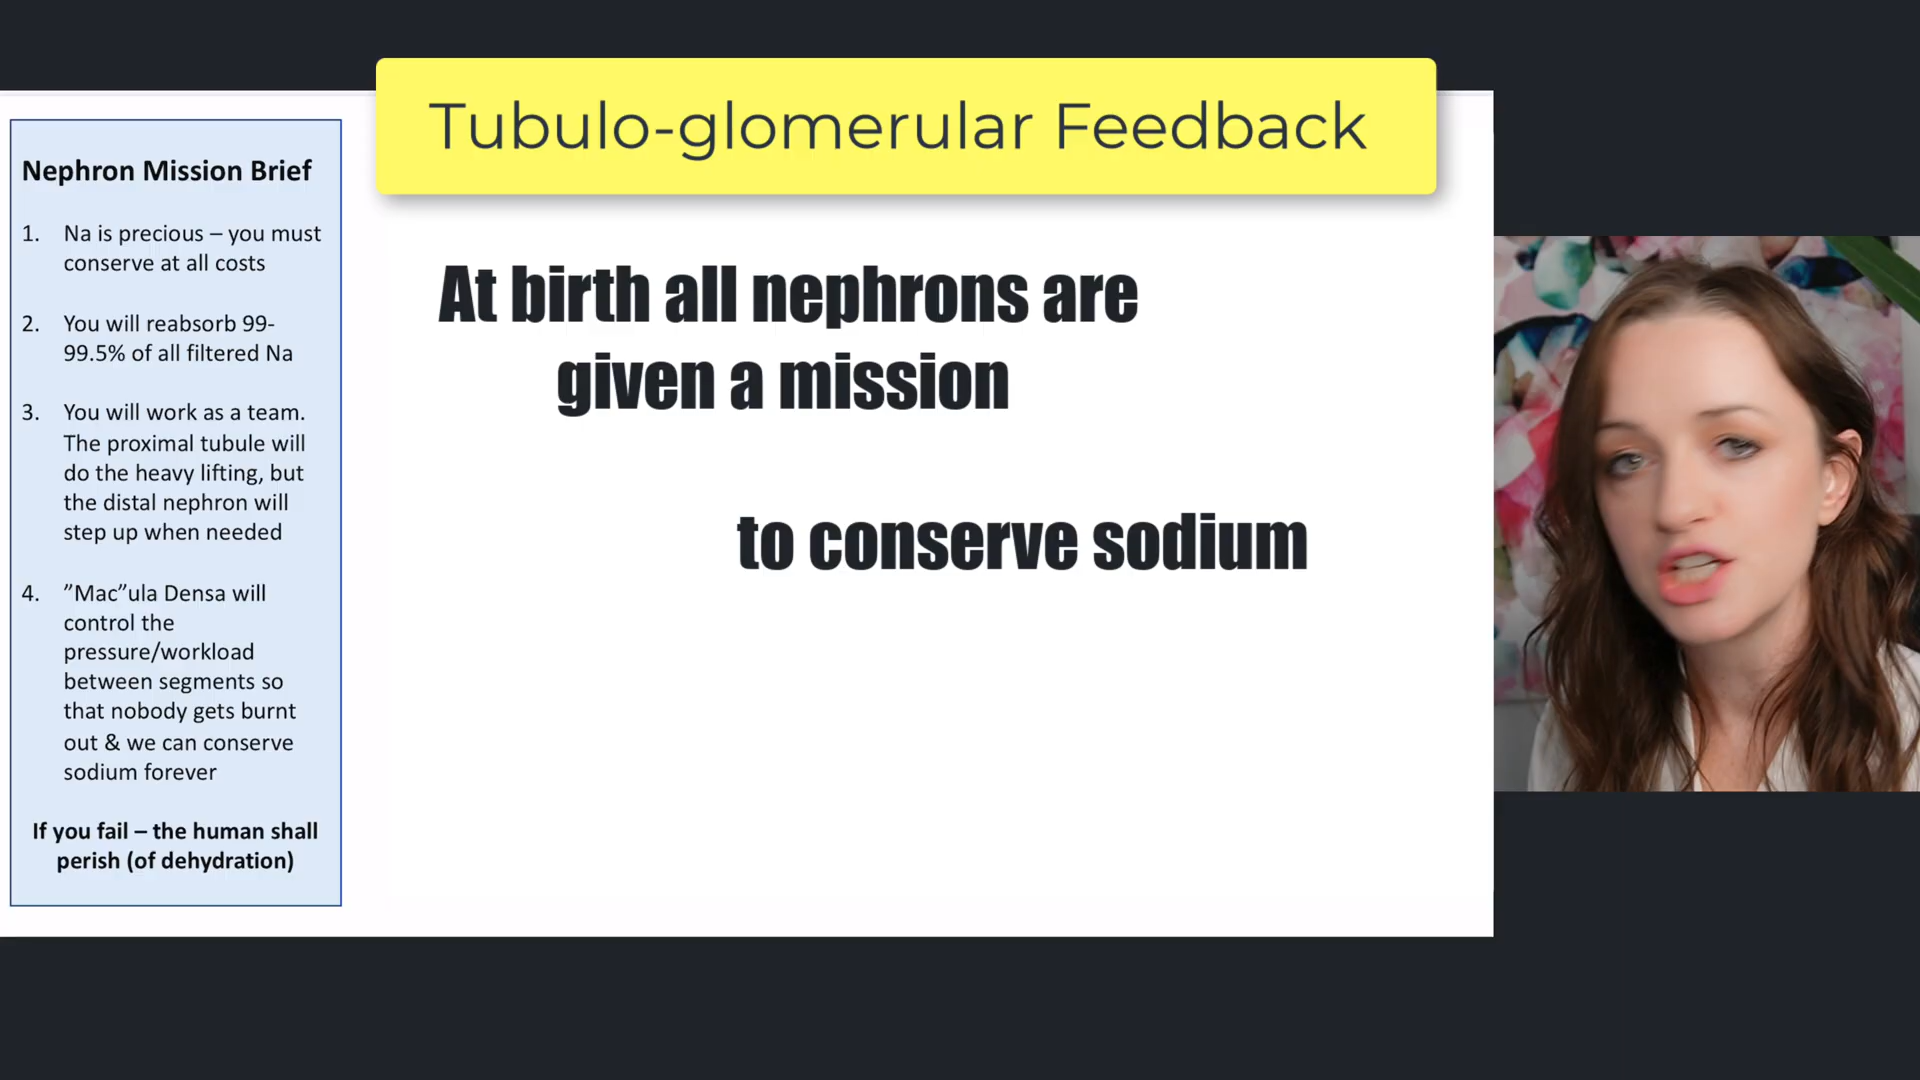 Tubulo-glomerular Feedback
Nephron Mission Brief
1. Na is precious – you must
conserve at all costs
2. You will reabsorb 99-
99.5% of all filtered Na
3. You will work as a team.
The proximal tubule will
do the heavy lifting, but
the distal nephron will
step up when needed
4. ”Mac”ula Densa will
control the
pressure/workload
between segments so
that nobody gets burnt
out & we can conserve
sodium forever
If you fail – the human shall
perish (of dehydration)
At birth all nephrons are
given a mission
to conserve sodium